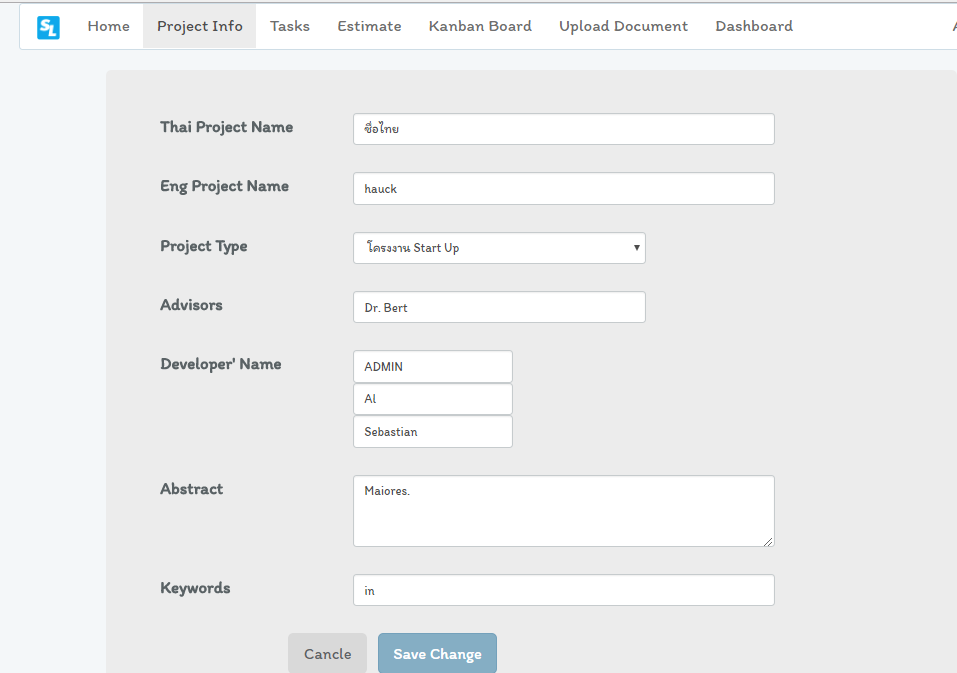 SL Home Project Info Tasks Estimate Kanban Board Upload Document Dashboard
Thai Project Name ชื่อไทย
Eng Project Name hauck
Project Type โครงงาน Start Up
Advisors Dr. Bert
Developer' Name ADMIN
Al
Sebastian
Abstract Maiores.
Keywords in
Cancle Save Change